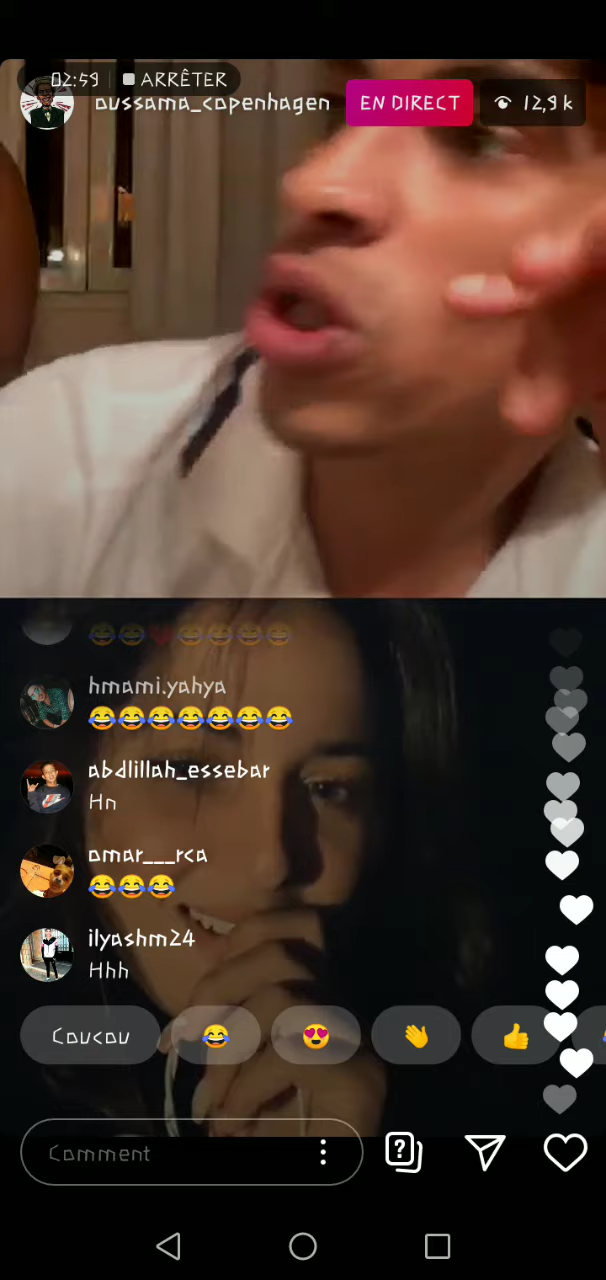 02:59 ARRÊTER
oussama_copenhagen EN DIRECT 12,9 k
😂😂❤️😂😂😂😂
hmami.yahya
😂😂😂😂😂😂😂
abdlillah_essebar
Hn
omar___rca
😂😂😂
ilyashm24
Hhh
Coucou 😂 😍 👋 👍
Comment